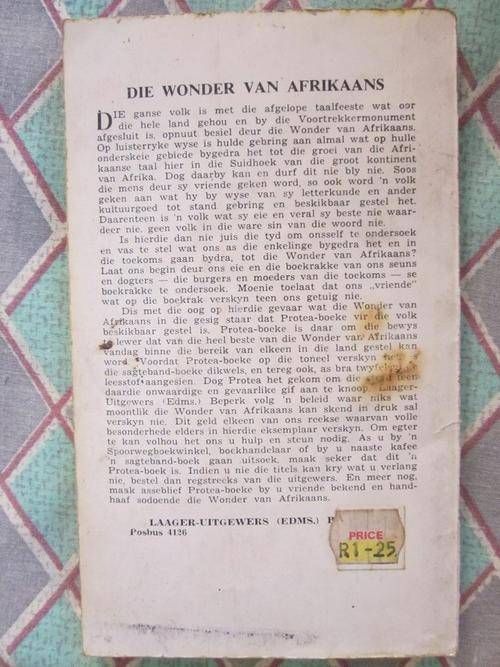 DIE WONDER VAN AFRIKAANS
DIE ganse volk is met die afgelope taalfeeste wat oor
die hele land gehou en by die Voortrekkermonument
afgesluit is, opnuut besiel deur die Wonder van Afrikaans.
Op luisterryke wyse is hulde gebring aan almal wat op hulle
onderskeie gebiede bygedra het tot die groei van die Afri-
kaanse taal hier in die Suidhoek van die groot kontinent
van Afrika. Dog daarby kan en durf dit nie bly nie. Soos
die mens deur sy vriende geken word, so ook word 'n volk
geken aan wat hy by wyse van sy letterkunde en ander
kultuurgoed tot stand gebring en beskikbaar gestel het.
Daarenteen is 'n volk wat sy eie en veral sy beste nie waar-
deer nie, geen volk in die ware sin van die woord nie.
Is hierdie dan nie juis die tyd om onsself te ondersoek
en vas te stel wat ons as die enkelinge bygedra het en in
die toekoms gaan bydra, tot die Wonder van Afrikaans?
Laat ons begin deur ons eie en die boekrakke van ons seuns
en dogters — die burgers en moeders van die toekoms — se
boekrakke te ondersoek. Moenie toelaat dat ons „vriende"
wat op die boekrak verskyn teen ons getuig nie.
Dis met die oog op hierdie gevaar wat die Wonder van
Afrikaans in die gesig staar dat Protea-boeke vir die volk
beskikbaar gestel is. Protea-boeke is daar om die bewys
te lewer dat van die heel beste van die Wonder van Afrikaans
vandag binne die bereik van elkeen in die land gestel kan
word. Voordat Protea-boeke op die toneel verskyn het, is
die sagteband-boeke dikwels, en tereg ook, as bra
leesstof aangesien. Dog Protea het gekom om die teen
daardie onwaardige en gevaarlike gif aan te knoop. Laager-
Uitgewers (Edms.) Beperk volg 'n beleid waar niks wat
moontlik die Wonder van Afrikaans kan skend in druk sal
verskyn nie. Dit geld elkeen van ons reekse waarvan volle
besonderhede elders in hierdie eksemplaar verskyn. Om egter
te kan volhou het ons u hulp en steun nodig. As u by 'n
Spoorwegboekwinkel, boekhandelaar of by u naaste kafee
'n sagteband-boek gaan uitsoek, maak seker dat dit 'n
Protea-boek is. Indien u nie die titels kan kry wat u verlang
nie, bestel dan regstreeks van die uitgewers. En meer nog,
maak asseblief Protea-boeke by u vriende bekend en hand-
haaf sodoende die Wonder van Afrikaans.
LAAGER-UITGEWERS (EDMS.)
Posbus 4126
PRICE
R1-25